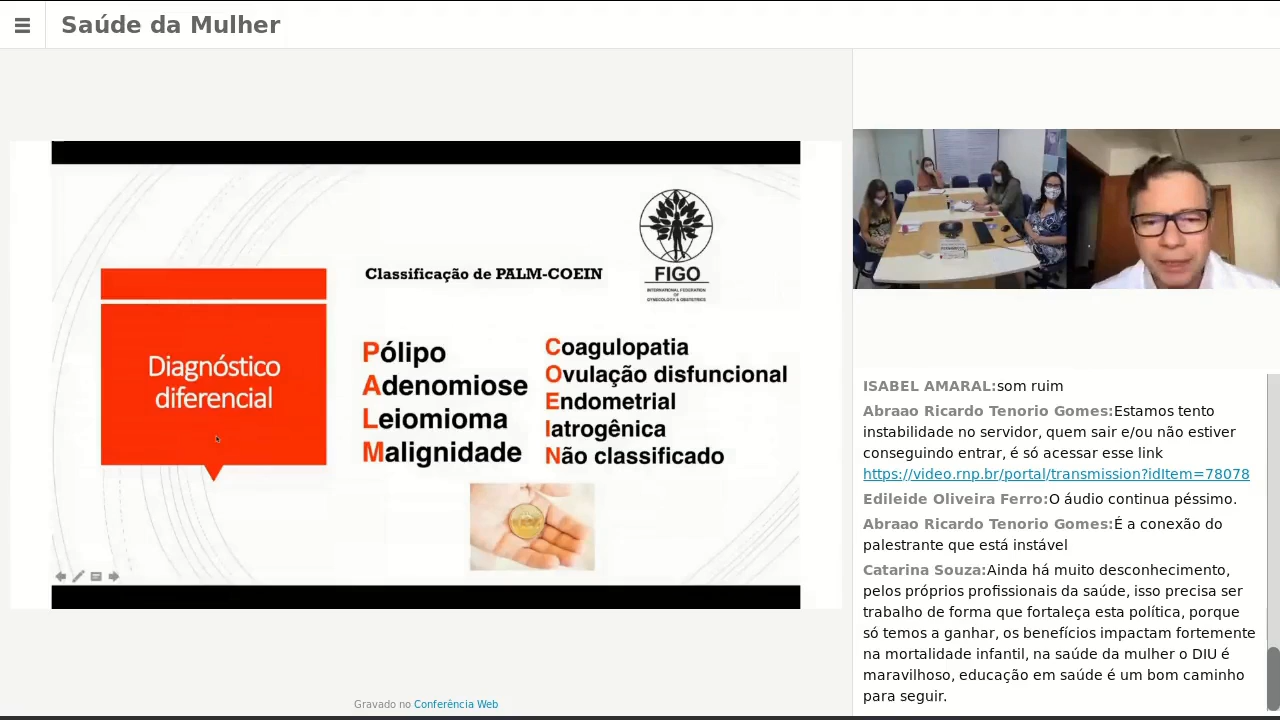 Saúde da Mulher
Classificação de PALM-COEIN
FIGO
INTERNATIONAL FEDERATION
OF
GYNECOLOGY & OBSTETRICS
Diagnóstico
diferencial
Pólipo
Adenomiose
Leiomioma
Malignidade
Coagulopatia
Ovulação disfuncional
Endometrial
Iatrogênica
Não classificado
Gravado no Conferência Web
ISABEL AMARAL:som ruim
Abraao Ricardo Tenorio Gomes:Estamos tento
instabilidade no servidor, quem sair e/ou não estiver
conseguindo entrar, é só acessar esse link
https://video.rnp.br/portal/transmission?idItem=78078
Edileide Oliveira Ferro:O áudio continua péssimo.
Abraao Ricardo Tenorio Gomes:É a conexão do
palestrante que está instável
Catarina Souza:Ainda há muito desconhecimento,
pelos próprios profissionais da saúde, isso precisa ser
trabalho de forma que fortaleça esta política, porque
só temos a ganhar, os benefícios impactam fortemente
na mortalidade infantil, na saúde da mulher o DIU é
maravilhoso, educação em saúde é um bom caminho
para seguir.